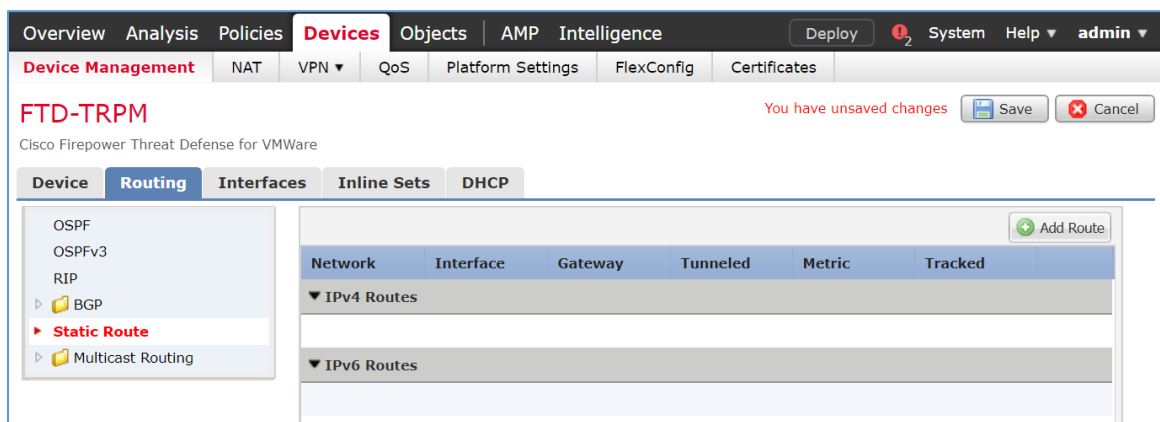 Overview Analysis Policies Devices Objects AMP Intelligence Deploy 2 System Help admin
Device Management NAT VPN QoS Platform Settings FlexConfig Certificates
FTD-TRPM You have unsaved changes Save Cancel
Cisco Firepower Threat Defense for VMWare
Device Routing Interfaces Inline Sets DHCP
OSPF
OSPFv3
RIP
BGP
Static Route
Multicast Routing
Add Route
Network Interface Gateway Tunneled Metric Tracked
IPv4 Routes
IPv6 Routes